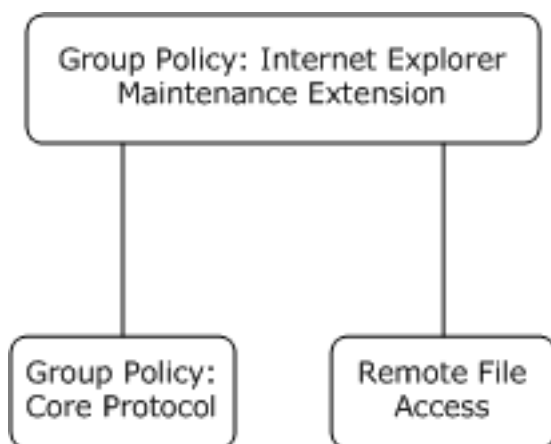 Group Policy: Internet Explorer
Maintenance Extension
Group Policy:
Core Protocol
Remote File
Access